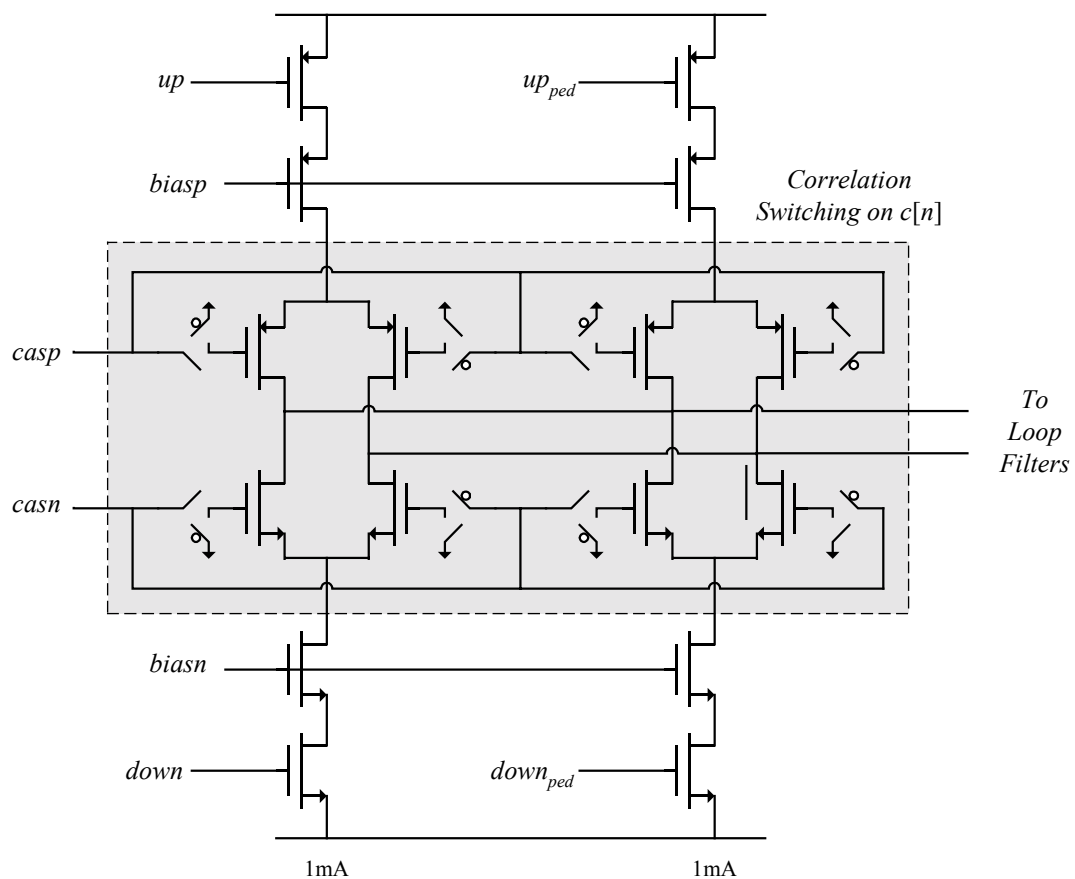 up
up_ped
biasp
Correlation
Switching on c[n]
casp
To
Loop
Filters
casn
biasn
down
down_ped
1mA
1mA